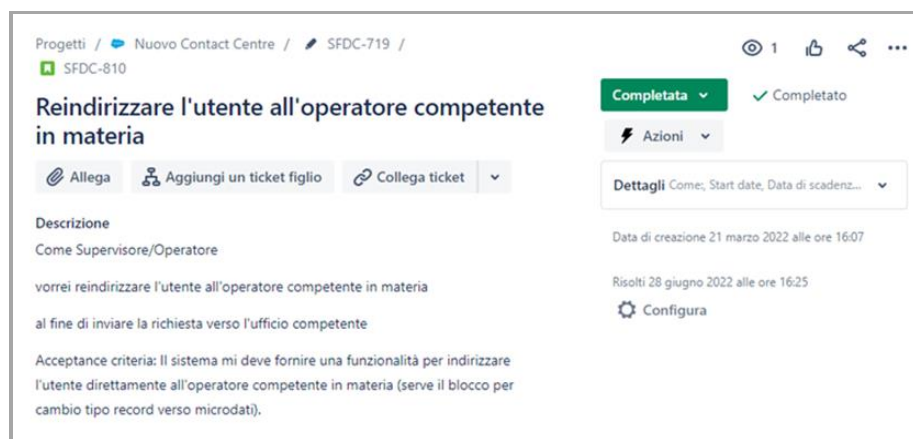 Progetti / Nuovo Contact Centre / SFDC-719 /
SFDC-810
1
Reindirizzare l'utente all'operatore competente
in materia
Completata
Completato
Azioni
Allega
Aggiungi un ticket figlio
Collega ticket
Dettagli Come:, Start date, Data di scadenz...
Descrizione
Come Supervisore/Operatore
vorrei reindirizzare l'utente all'operatore competente in materia
al fine di inviare la richiesta verso l'ufficio competente
Acceptance criteria: Il sistema mi deve fornire una funzionalità per indirizzare
l'utente direttamente all'operatore competente in materia (serve il blocco per
cambio tipo record verso microdati).
Data di creazione 21 marzo 2022 alle ore 16:07
Risolti 28 giugno 2022 alle ore 16:25
Configura